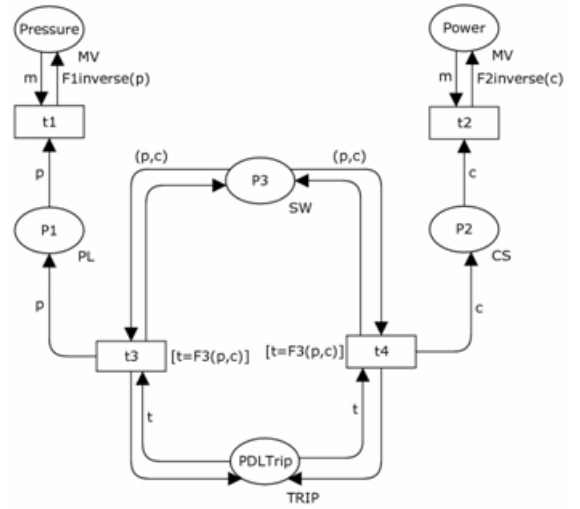 Pressure
Power
MV
MV
m
F1inverse(p)
m
F2inverse(c)
t1
t2
(p,c)
(p,c)
p
P3
c
SW
P1
P2
PL
CS
p
c
t3
[t=F3(p,c)]
[t=F3(p,c)]
t4
t
t
PDLTrip
TRIP